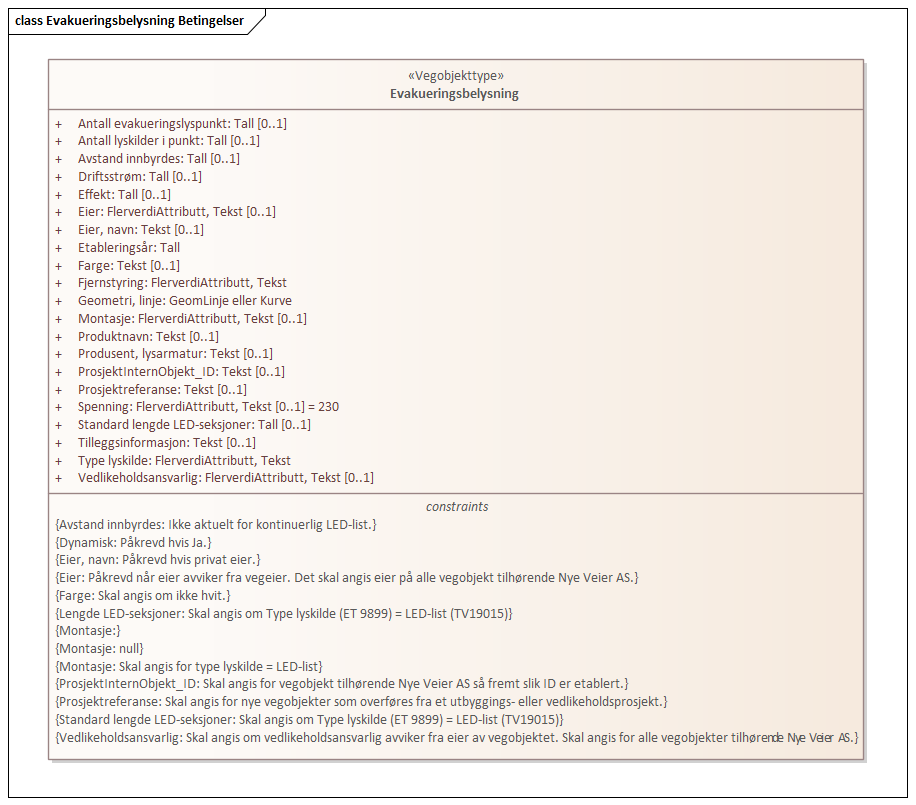 class Evakueringsbelysning Betingelser
«Vegobjekttype»
Evakueringsbelysning
+ Antall evakueringslyspunkt: Tall [0..1]
+ Antall lyskilder i punkt: Tall [0..1]
+ Avstand innbyrdes: Tall [0..1]
+ Driftsstrøm: Tall [0..1]
+ Effekt: Tall [0..1]
+ Eier: FlerverdiAttributt, Tekst [0..1]
+ Eier, navn: Tekst [0..1]
+ Etableringsår: Tall
+ Farge: Tekst [0..1]
+ Fjernstyring: FlerverdiAttributt, Tekst
+ Geometri, linje: GeomLinje eller Kurve
+ Montasje: FlerverdiAttributt, Tekst [0..1]
+ Produktnavn: Tekst [0..1]
+ Produsent, lysarmatur: Tekst [0..1]
+ ProsjektInternObjekt_ID: Tekst [0..1]
+ Prosjektreferanse: Tekst [0..1]
+ Spenning: FlerverdiAttributt, Tekst [0..1] = 230
+ Standard lengde LED-seksjoner: Tall [0..1]
+ Tilleggsinformasjon: Tekst [0..1]
+ Type lyskilde: FlerverdiAttributt, Tekst
+ Vedlikeholdsansvarlig: FlerverdiAttributt, Tekst [0..1]
constraints
{Avstand innbyrdes: Ikke aktuelt for kontinuerlig LED-list.}
{Dynamisk: Påkrevd hvis Ja.}
{Eier, navn: Påkrevd hvis privat eier.}
{Eier: Påkrevd når eier avviker fra vegeier. Det skal angis eier på alle vegobjekt tilhørende Nye Veier AS.}
{Farge: Skal angis om ikke hvit.}
{Lengde LED-seksjoner: Skal angis om Type lyskilde (ET 9899) = LED-list (TV19015)}
{Montasje:}
{Montasje: null}
{Montasje: Skal angis for type lyskilde = LED-list}
{ProsjektInternObjekt_ID: Skal angis for vegobjekt tilhørende Nye Veier AS så fremt slik ID er etablert.}
{Prosjektreferanse: Skal angis for nye vegobjekter som overføres fra et utbyggings- eller vedlikeholdsprosjekt.}
{Standard lengde LED-seksjoner: Skal angis om Type lyskilde (ET 9899) = LED-list (TV19015)}
{Vedlikeholdsansvarlig: Skal angis om vedlikeholdsansvarlig avviker fra eier av vegobjektet. Skal angis for alle vegobjekter tilhørende Nye Veier AS.}